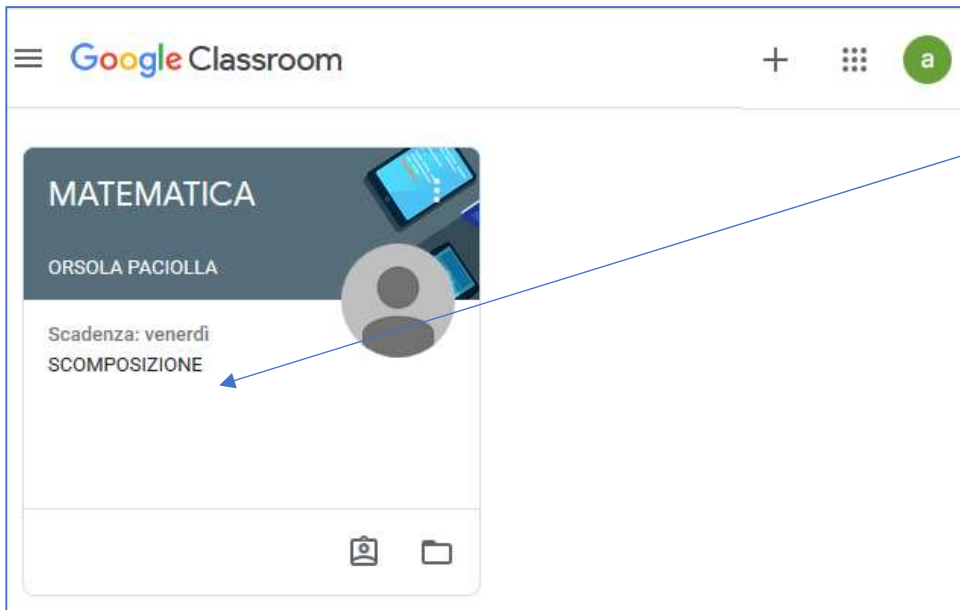 Google Classroom
a
MATEMATICA
ORSOLA PACIOLLA
Scadenza: venerdì
SCOMPOSIZIONE